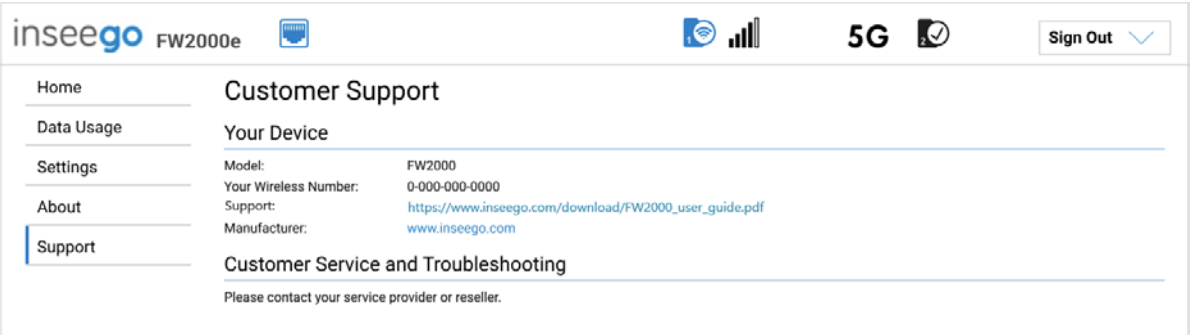 inseego FW2000e 1 5G 2 Sign Out
Home
Data Usage
Settings
About
Support
Customer Support
Your Device
Model: FW2000
Your Wireless Number: 0-000-000-0000
Support: https://www.inseego.com/download/FW2000_user_guide.pdf
Manufacturer: www.inseego.com
Customer Service and Troubleshooting
Please contact your service provider or reseller.